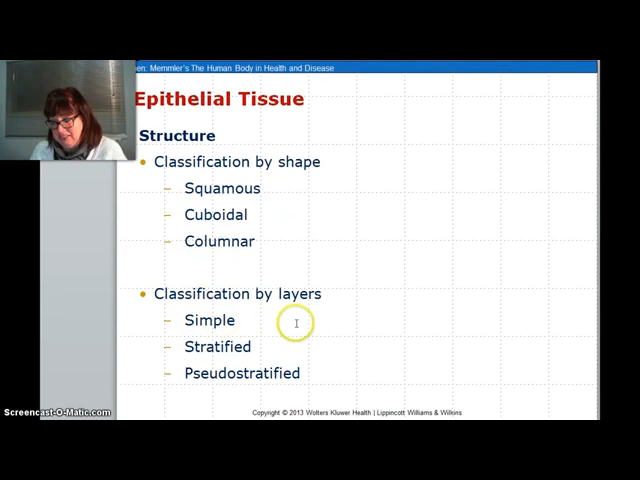 en: Memmler's The Human Body in Health and Disease
Epithelial Tissue
Structure
• Classification by shape
– Squamous
– Cuboidal
– Columnar
• Classification by layers
– Simple
– Stratified
– Pseudostratified
Copyright © 2013 Wolters Kluwer Health | Lippincott Williams & Wilkins
Screencast-O-Matic.com